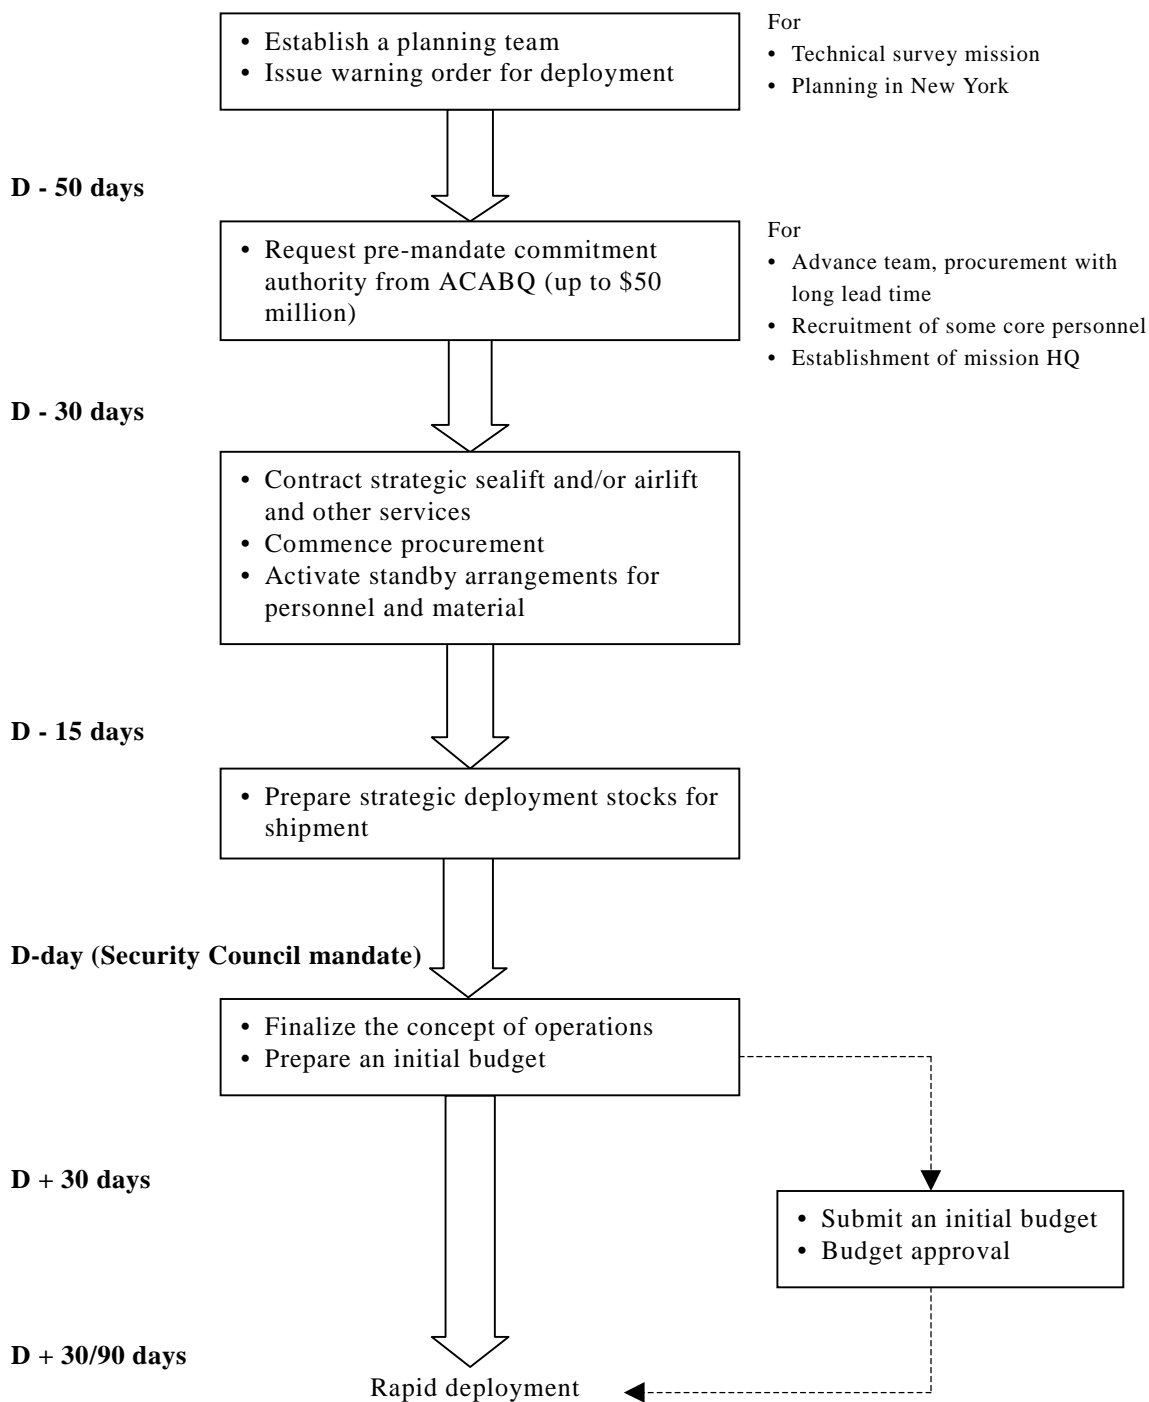 • Establish a planning team
• Issue warning order for deployment
For
• Technical survey mission
• Planning in New York
D - 50 days
• Request pre-mandate commitment
authority from ACABQ (up to $50
million)
For
• Advance team, procurement with
long lead time
• Recruitment of some core personnel
• Establishment of mission HQ
D - 30 days
• Contract strategic sealift and/or airlift
and other services
• Commence procurement
• Activate standby arrangements for
personnel and material
D - 15 days
• Prepare strategic deployment stocks for
shipment
D-day (Security Council mandate)
• Finalize the concept of operations
• Prepare an initial budget
D + 30 days
• Submit an initial budget
• Budget approval
D + 30/90 days
Rapid deployment